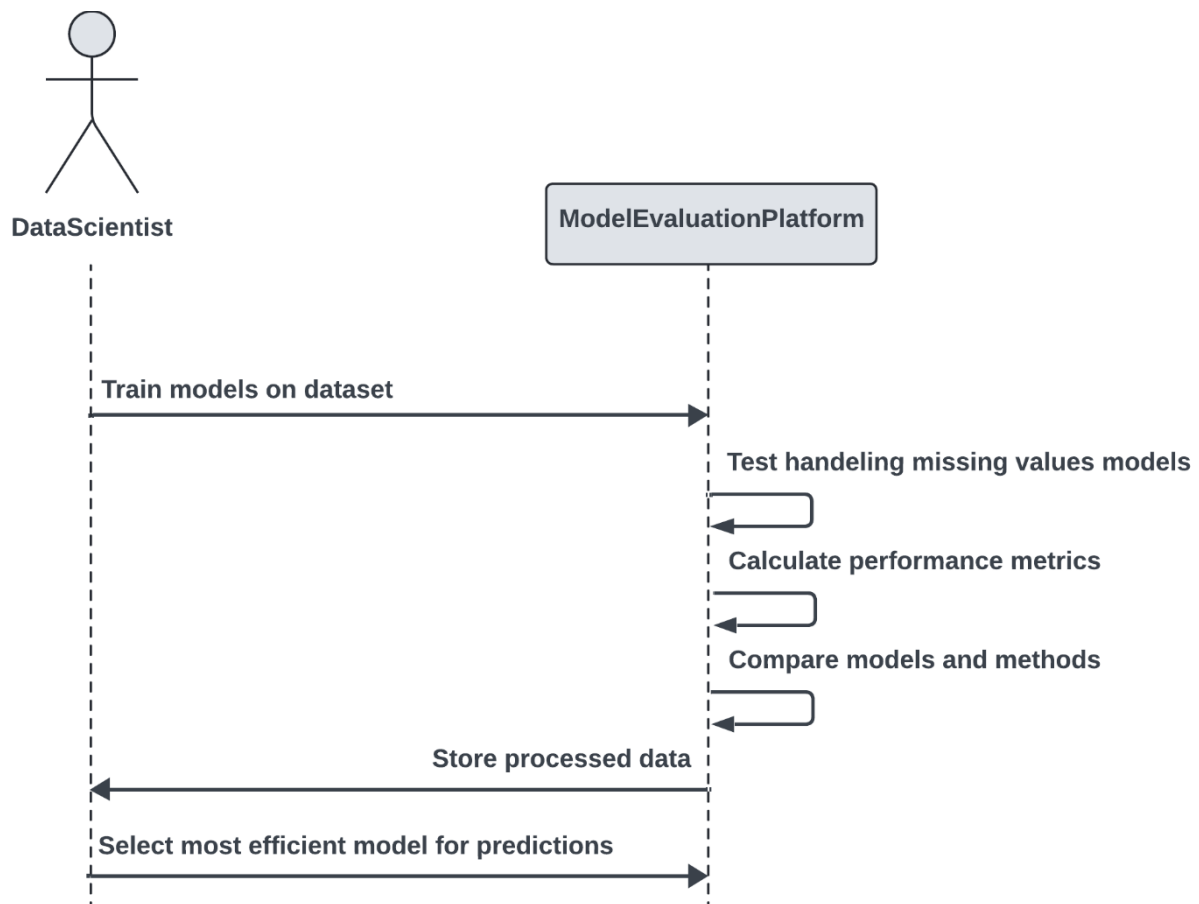 DataScientist
ModelEvaluationPlatform
Train models on dataset
Test handeling missing values models
Calculate performance metrics
Compare models and methods
Store processed data
Select most efficient model for predictions